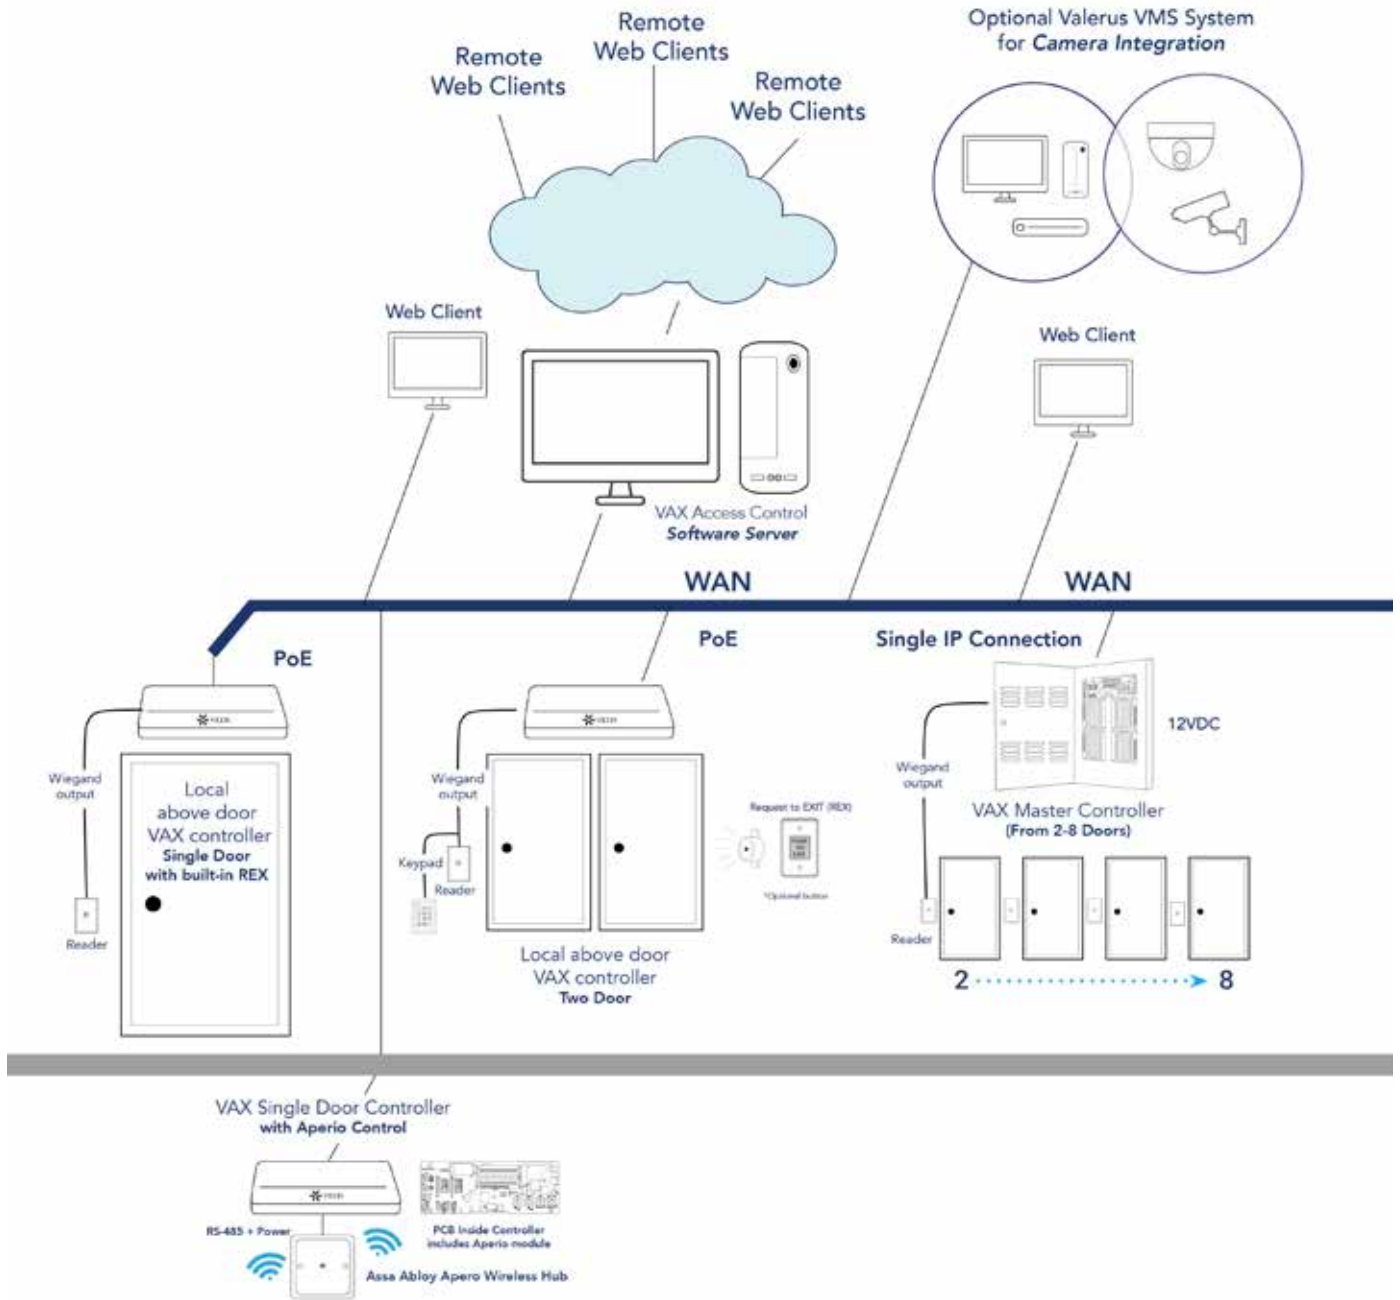 Remote
Web Clients
Remote
Web Clients
Remote
Web Clients
Optional Valerus VMS System
for Camera Integration
Web Client
Web Client
VAX Access Control
Software Server
WAN
WAN
PoE
PoE
Single IP Connection
12VDC
Wiegand
output
Local
above door
VAX controller
Single Door
with built-in REX
Reader
Wiegand
output
Keypad
Reader
Local above door
VAX controller
Two Door
Request to EXIT (REX)
*Optional button
Wiegand
output
VAX Master Controller
(From 2-8 Doors)
Reader
2
8
VAX Single Door Controller
with Aperio Control
RS-485 + Power
PCB Inside Controller
includes Aperio module
Assa Abloy Apero Wireless Hub